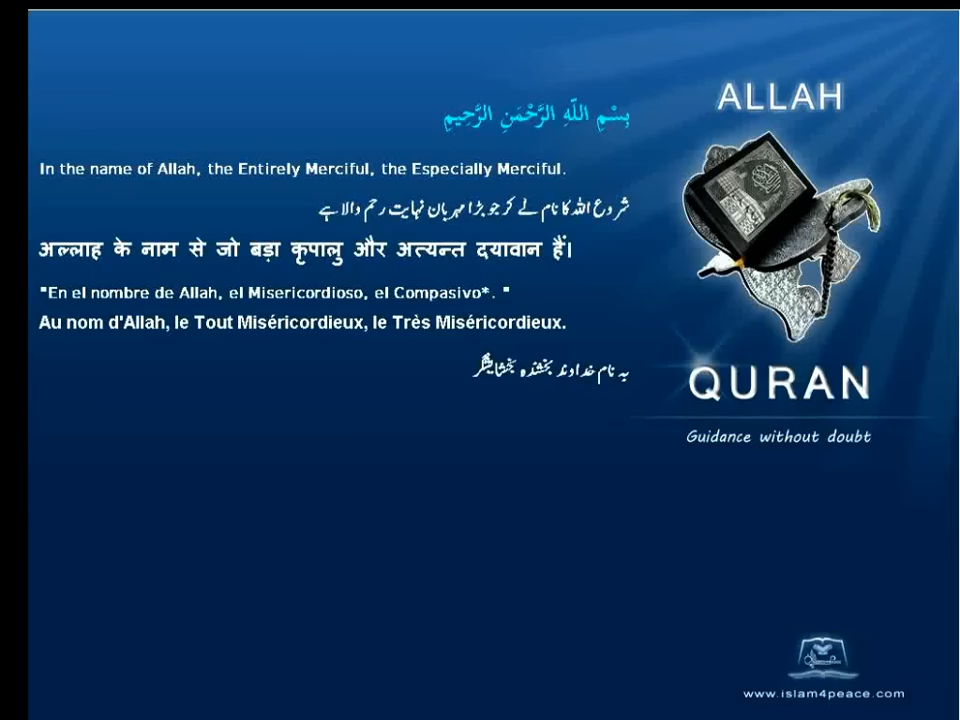 بِسْمِ اللَّهِ الرَّحْمَنِ الرَّحِيمِ
In the name of Allah, the Entirely Merciful, the Especially Merciful.
شروع اللہ کا نام لے کر جو بڑا مہربان نہایت رحم والا ہے
अल्लाह के नाम से जो बड़ा कृपालु और अत्यन्त दयावान हैं।
"En el nombre de Allah, el Misericordioso, el Compasivo*. "
Au nom d'Allah, le Tout Miséricordieux, le Très Miséricordieux.
به نام خداوند بخشنده بخشایشگر
ALLAH
QURAN
Guidance without doubt
www.islam4peace.com